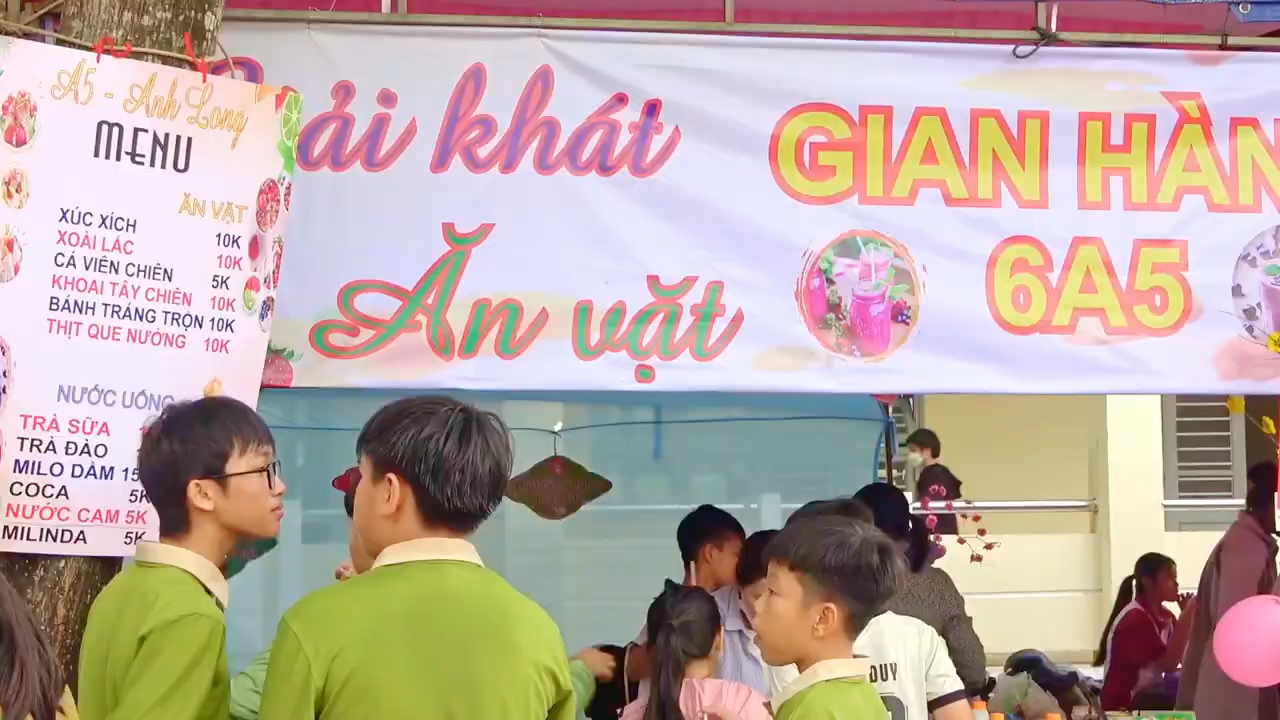 A5 - Anh Long
MENU
ĂN VẶT
XÚC XÍCH 10K
XOÀI LẮC 10K
CÁ VIÊN CHIÊN 5K
KHOAI TÂY CHIÊN 10K
BÁNH TRÁNG TRỘN 10K
THỊT QUE NƯỚNG 10K
NƯỚC UỐNG
TRÀ SỮA
TRÀ ĐÀO
MILO DẦM 15
COCA 5K
NƯỚC CAM 5K
MILINDA 5K
ải khát
Ăn vặt
GIAN HÀN
6A5
DUY